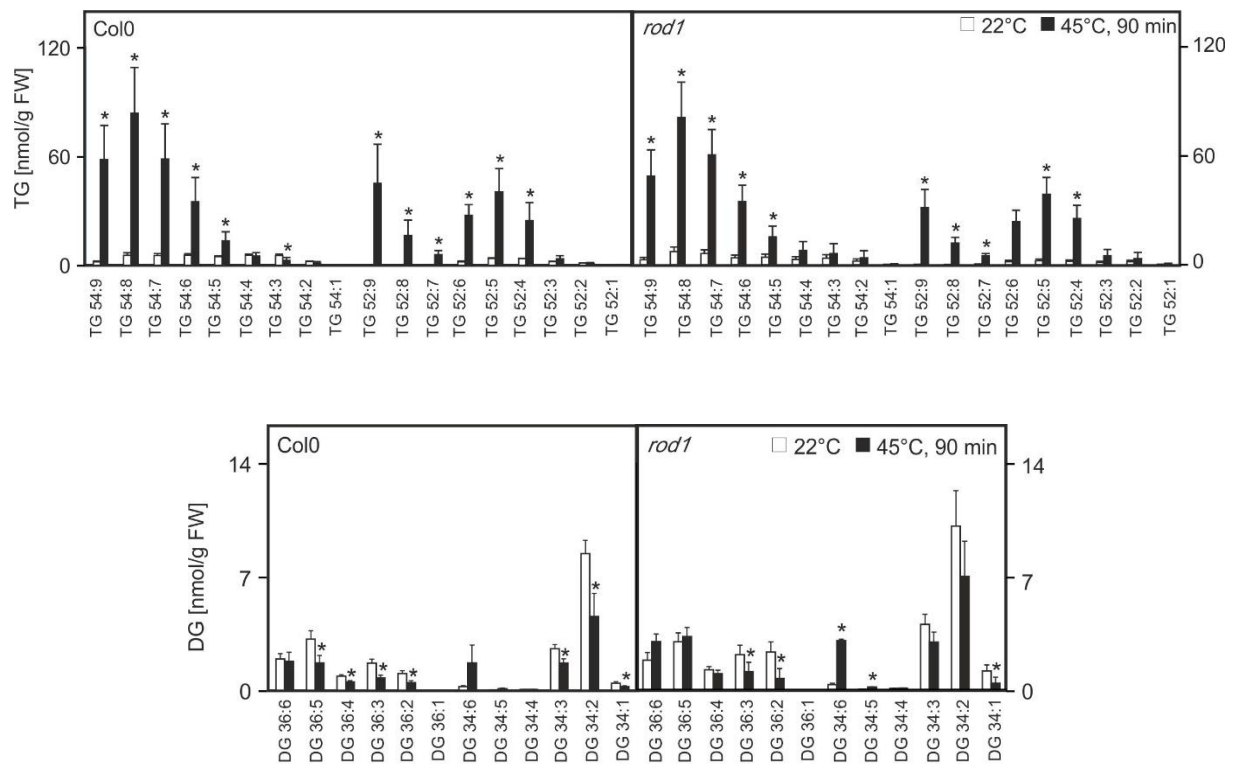 Col0
rod1
22°C 45°C, 90 min
120
120
TG [nmol/g FW]
60
60
0
0
TG 54:9
TG 54:8
TG 54:7
TG 54:6
TG 54:5
TG 54:4
TG 54:3
TG 54:2
TG 54:1
TG 52:9
TG 52:8
TG 52:7
TG 52:6
TG 52:5
TG 52:4
TG 52:3
TG 52:2
TG 52:1
TG 54:9
TG 54:8
TG 54:7
TG 54:6
TG 54:5
TG 54:4
TG 54:3
TG 54:2
TG 54:1
TG 52:9
TG 52:8
TG 52:7
TG 52:6
TG 52:5
TG 52:4
TG 52:3
TG 52:2
TG 52:1
Col0
rod1
22°C 45°C, 90 min
14
14
DG [nmol/g FW]
7
7
0
0
DG 36:6
DG 36:5
DG 36:4
DG 36:3
DG 36:2
DG 36:1
DG 34:6
DG 34:5
DG 34:4
DG 34:3
DG 34:2
DG 34:1
DG 36:6
DG 36:5
DG 36:4
DG 36:3
DG 36:2
DG 36:1
DG 34:6
DG 34:5
DG 34:4
DG 34:3
DG 34:2
DG 34:1